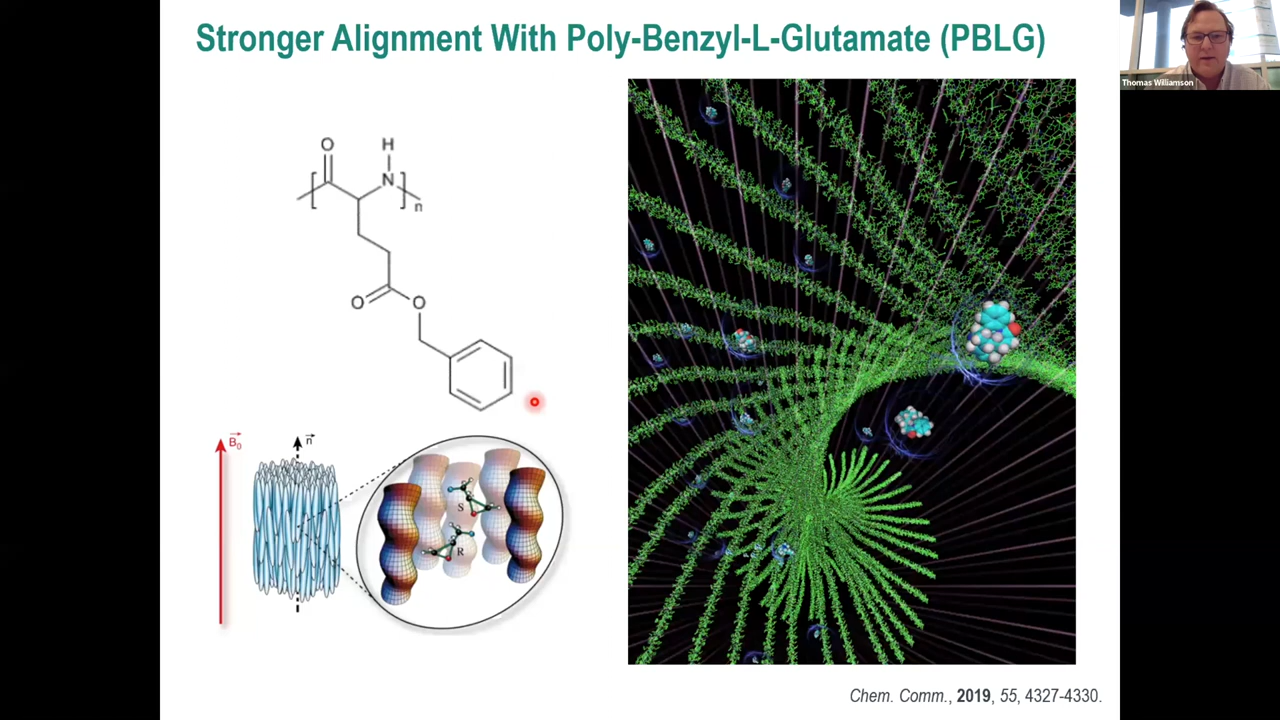 Stronger Alignment With Poly-Benzyl-L-Glutamate (PBLG)
Thomas Williamson
O
H
N
n
O
O
B₀
n
S
R
Chem. Comm., 2019, 55, 4327-4330.